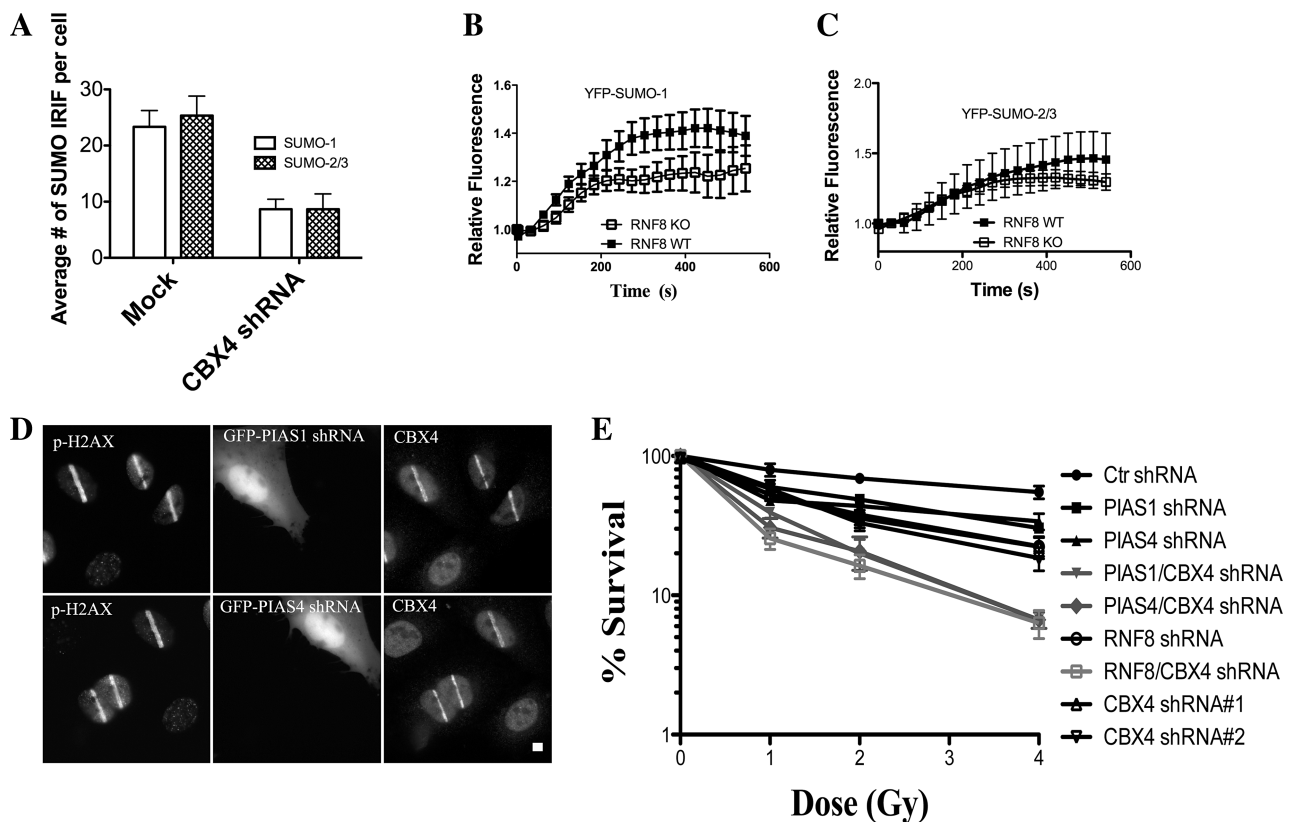 A
Average # of SUMO IRIF per cell
30
20
10
0
SUMO-1
SUMO-2/3
Mock
CBX4 shRNA
B
Relative Fluorescence
1.6
1.4
1.2
1.0
YFP-SUMO-1
RNF8 KO
RNF8 WT
0
200
400
600
Time (s)
C
Relative Fluorescence
2.0
1.5
1.0
YFP-SUMO-2/3
RNF8 WT
RNF8 KO
0
200
400
600
Time (s)
D
p-H2AX
GFP-PIAS1 shRNA
CBX4
p-H2AX
GFP-PIAS4 shRNA
CBX4
E
% Survival
100
10
1
0
1
2
3
4
Dose (Gy)
Ctr shRNA
PIAS1 shRNA
PIAS4 shRNA
PIAS1/CBX4 shRNA
PIAS4/CBX4 shRNA
RNF8 shRNA
RNF8/CBX4 shRNA
CBX4 shRNA#1
CBX4 shRNA#2